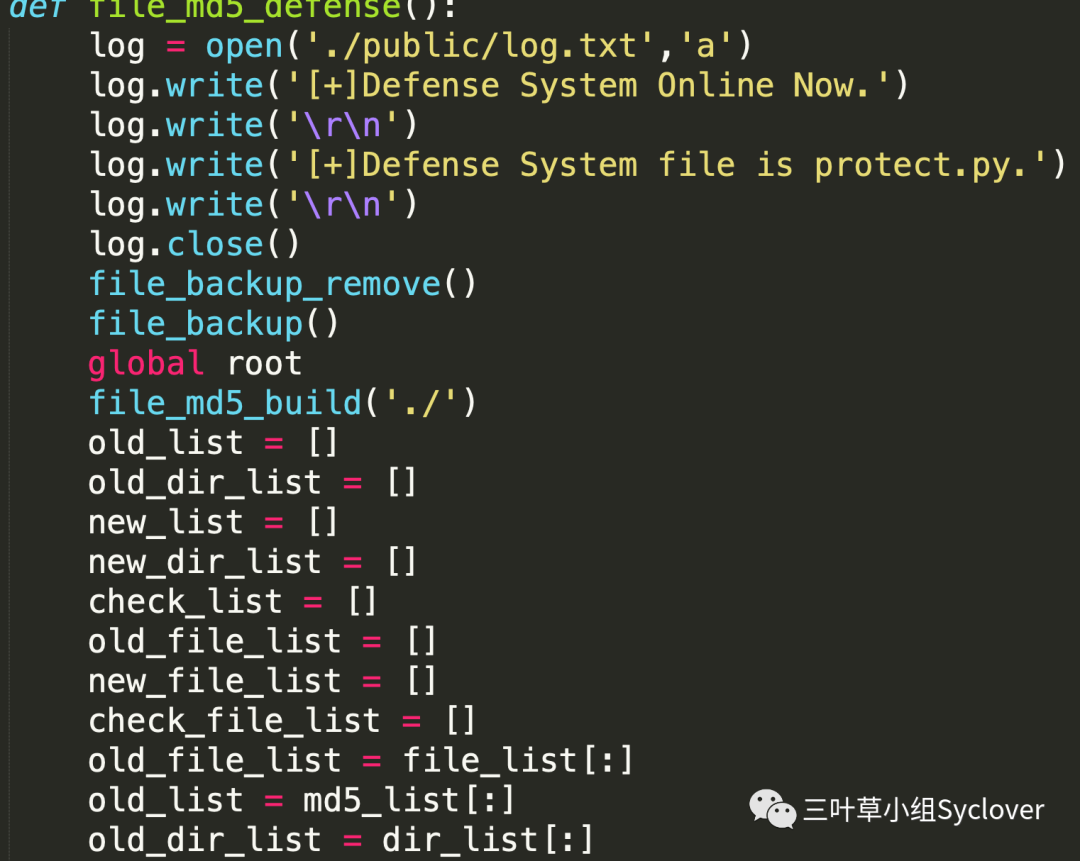 def file_md5_defense():
    log = open('./public/log.txt','a')
    log.write('[+]Defense System Online Now.')
    log.write('\r\n')
    log.write('[+]Defense System file is protect.py.')
    log.write('\r\n')
    log.close()
    file_backup_remove()
    file_backup()
    global root
    file_md5_build('./')
    old_list = []
    old_dir_list = []
    new_list = []
    new_dir_list = []
    check_list = []
    old_file_list = []
    new_file_list = []
    check_file_list = []
    old_file_list = file_list[:]
    old_list = md5_list[:]
    old_dir_list = dir_list[:]
三叶草小组Syclover